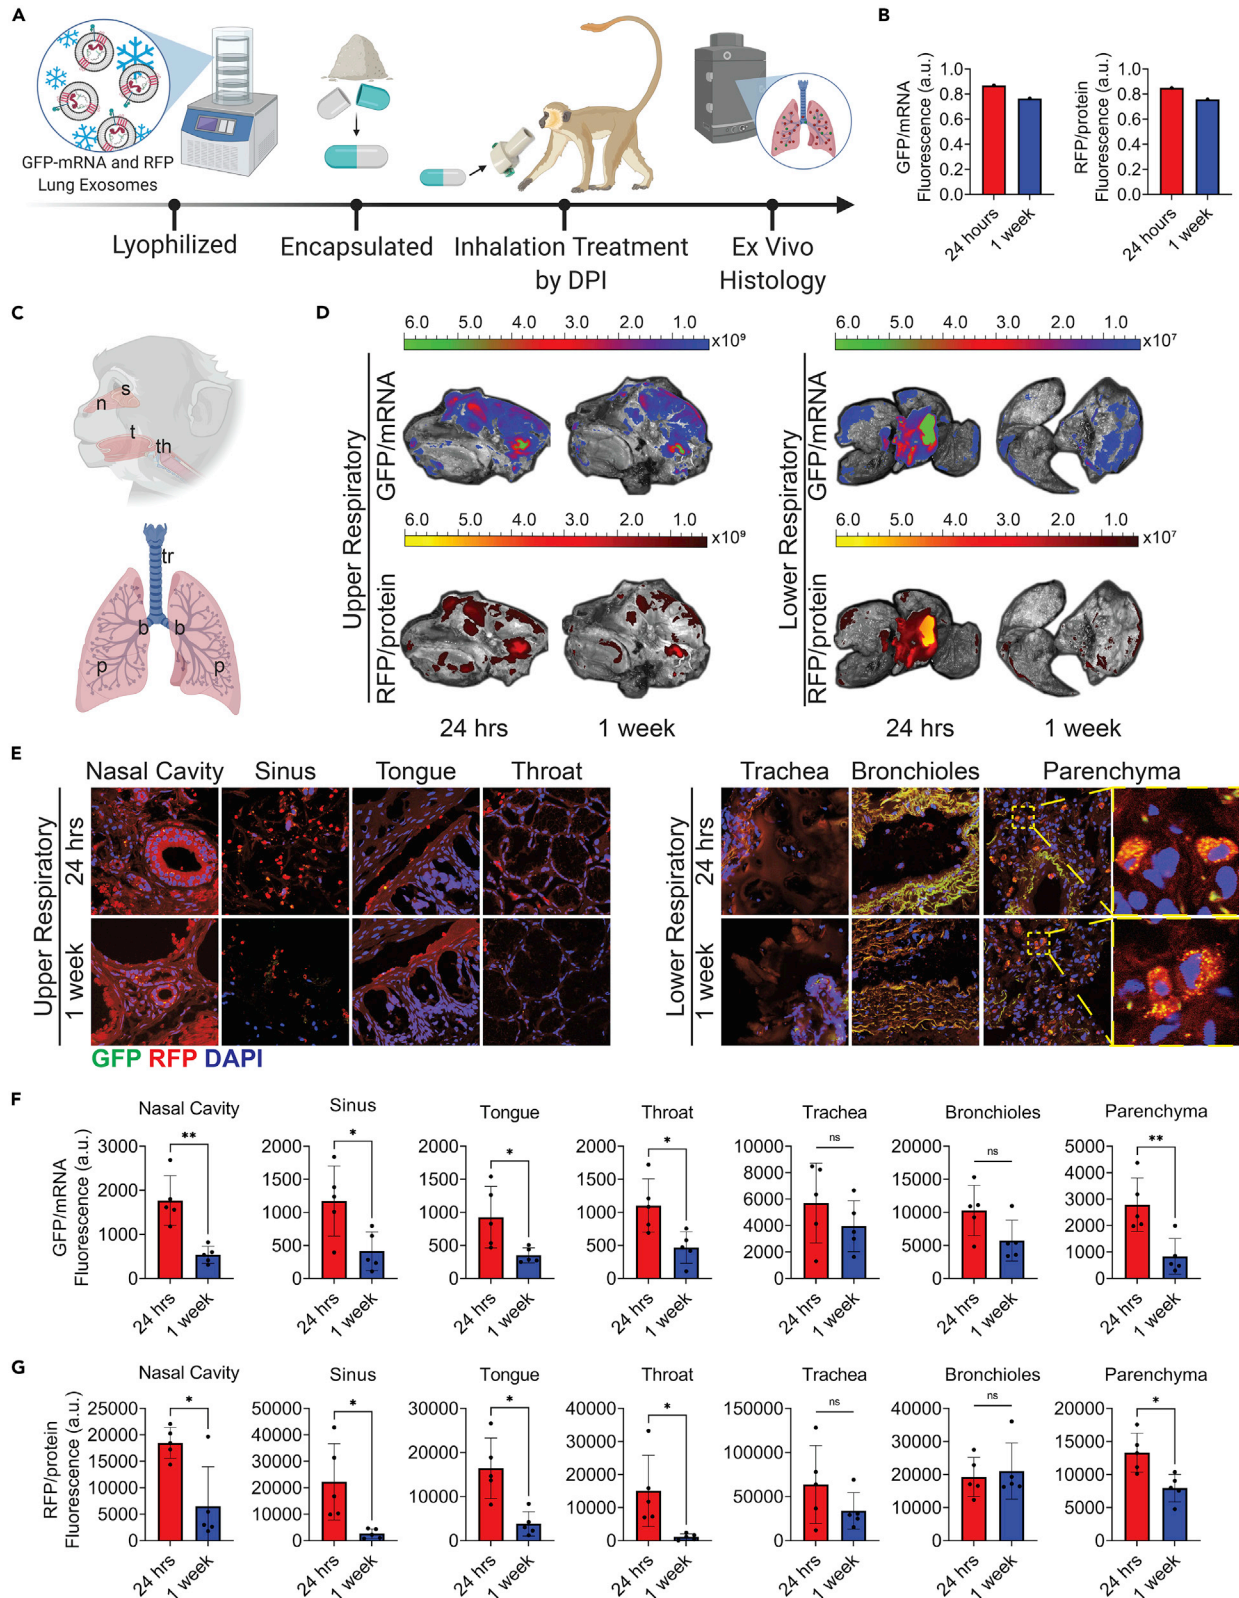 A
GFP-mRNA and RFP
Lung Exosomes
Lyophilized
Encapsulated
Inhalation Treatment
by DPI
Ex Vivo
Histology
B
GFP/mRNA
Fluorescence (a.u.)
1.0
0.8
0.6
0.4
0.2
0.0
24 hours
1 week
RFP/protein
Fluorescence (a.u.)
1.0
0.8
0.6
0.4
0.2
0.0
24 hours
1 week
C
s
n
t
th
tr
b b
p p
D
Upper Respiratory
GFP/mRNA
6.0 5.0 4.0 3.0 2.0 1.0
x10⁹
RFP/protein
6.0 5.0 4.0 3.0 2.0 1.0
x10⁹
24 hrs 1 week
Lower Respiratory
GFP/mRNA
6.0 5.0 4.0 3.0 2.0 1.0
x10⁷
RFP/protein
6.0 5.0 4.0 3.0 2.0 1.0
x10⁷
24 hrs 1 week
E
Nasal Cavity Sinus Tongue Throat
Upper Respiratory
24 hrs
1 week
GFP RFP DAPI
Trachea Bronchioles Parenchyma
Lower Respiratory
24 hrs
1 week
F
GFP/mRNA
Fluorescence (a.u.)
Nasal Cavity
3000
2000
1000
0
**
24 hrs
1 week
Sinus
2000
1500
1000
500
0
*
24 hrs
1 week
Tongue
2000
1500
1000
500
0
*
24 hrs
1 week
Throat
2000
1500
1000
500
0
*
24 hrs
1 week
Trachea
10000
8000
6000
4000
2000
0
ns
24 hrs
1 week
Bronchioles
20000
15000
10000
5000
0
ns
24 hrs
1 week
Parenchyma
5000
4000
3000
2000
1000
0
**
24 hrs
1 week
G
RFP/protein
Fluorescence (a.u.)
Nasal Cavity
25000
20000
15000
10000
5000
0
*
24 hrs
1 week
Sinus
50000
40000
30000
20000
10000
0
*
24 hrs
1 week
Tongue
30000
20000
10000
0
*
24 hrs
1 week
Throat
40000
30000
20000
10000
0
*
24 hrs
1 week
Trachea
150000
100000
50000
0
ns
24 hrs
1 week
Bronchioles
40000
30000
20000
10000
0
ns
24 hrs
1 week
Parenchyma
20000
15000
10000
5000
0
*
24 hrs
1 week